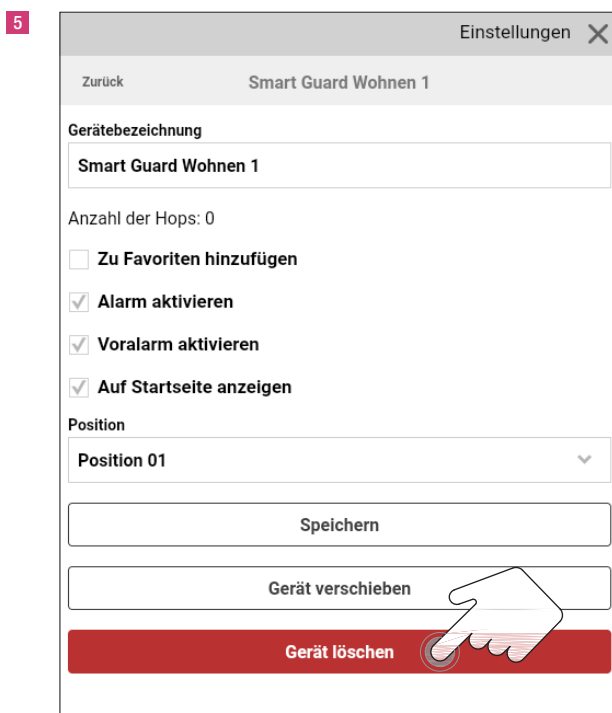 5
Einstellungen
Zurück Smart Guard Wohnen 1
Gerätebezeichnung
Smart Guard Wohnen 1
Anzahl der Hops: 0
Zu Favoriten hinzufügen
Alarm aktivieren
Voralarm aktivieren
Auf Startseite anzeigen
Position
Position 01
Speichern
Gerät verschieben
Gerät löschen